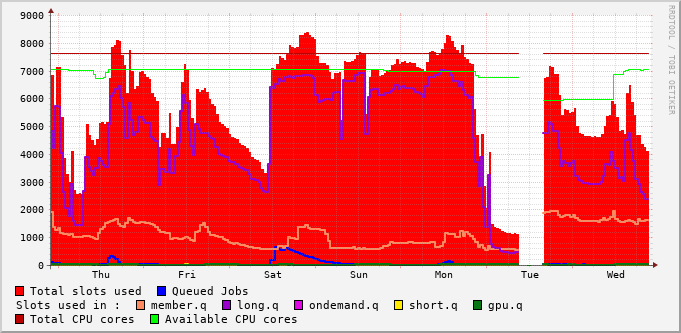 9000
8000
7000
6000
5000
4000
3000
2000
1000
0
Thu Fri Sat Sun Mon Tue Wed
RRDTOOL / TOBI OETIKER
Total slots used Queued Jobs
Slots used in : member.q long.q ondemand.q short.q gpu.q
Total CPU cores Available CPU cores